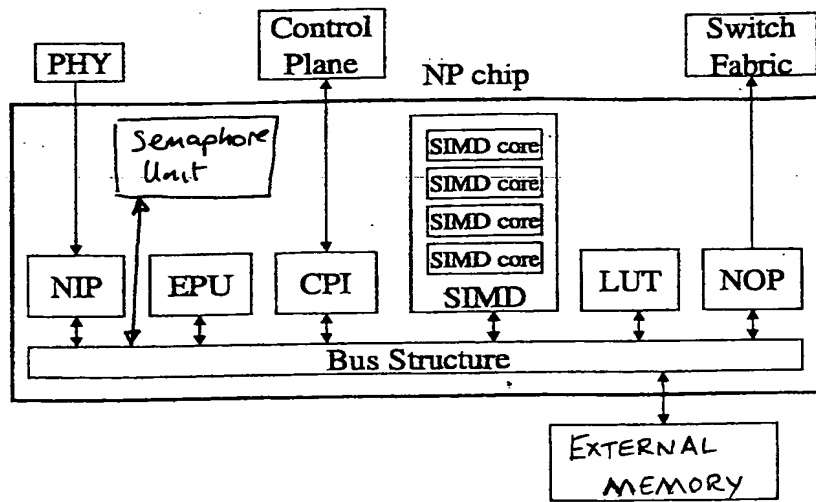 Control
Plane
Switch
Fabric
PHY
NP chip
Semaphore
Unit
SIMD core
SIMD core
SIMD core
SIMD core
SIMD
NIP
EPU
CPI
LUT
NOP
Bus Structure
EXTERNAL
MEMORY